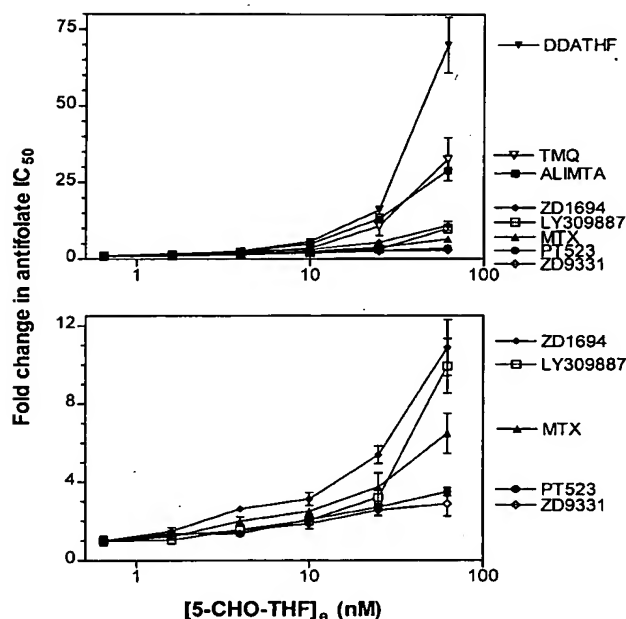 75
50
25
0
1
10
100
DDATHF
TMQ
ALIMTA
ZD1694
LY309887
MTX
PT523
ZD9331
Fold change in antifolate IC50
12
8
4
0
1
10
100
ZD1694
LY309887
MTX
PT523
ZD9331
[5-CHO-THF]e (nM)